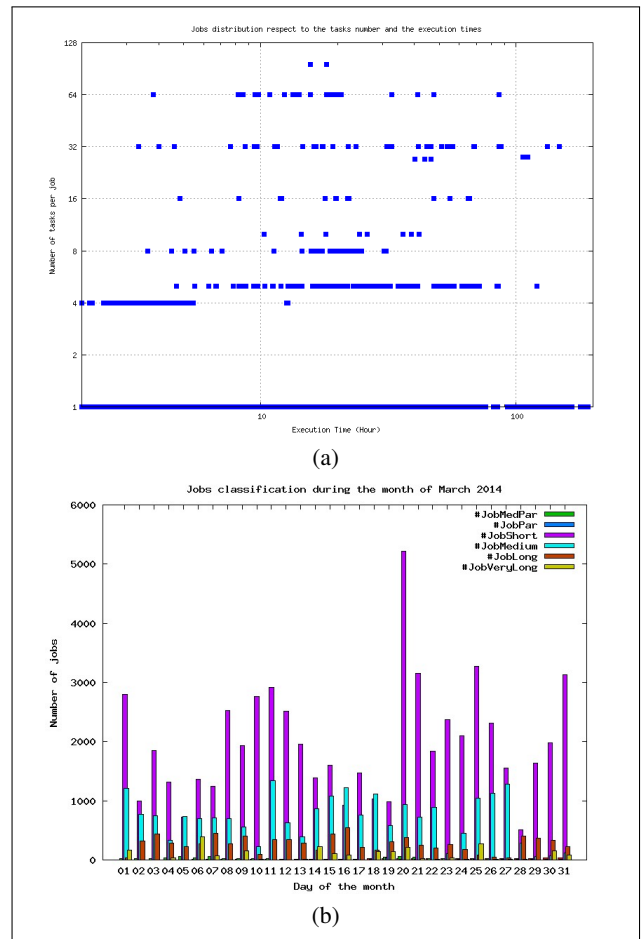 Jobs distribution respect to the tasks number and the execution times
128
64
32
16
8
4
2
1
Number of tasks per job
10 100
Execution Time (Hour)
(a)
Jobs classification during the month of March 2014
6000
5000
4000
3000
2000
1000
0
Number of jobs
#JobMedPar
#JobPar
#JobShort
#JobMedium
#JobLong
#JobVeryLong
01 02 03 04 05 06 07 08 09 10 11 12 13 14 15 16 17 18 19 20 21 22 23 24 25 26 27 28 29 30 31
Day of the month
(b)